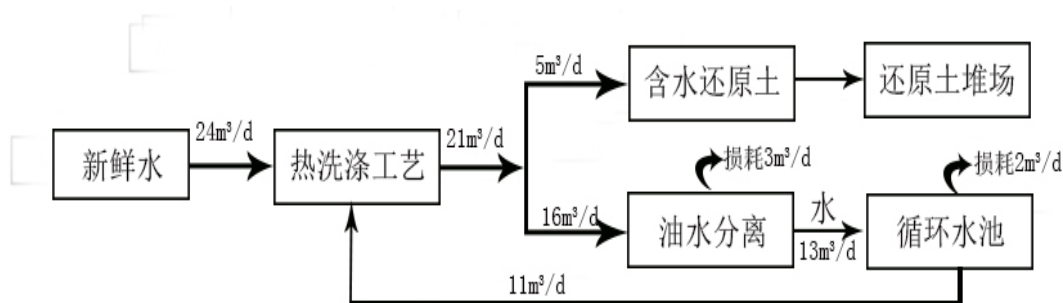 5m³/d
含水还原土
还原土堆场
24m³/d
21m³/d
新鲜水
热洗涤工艺
损耗3m³/d
损耗2m³/d
16m³/d
油水分离
水
13m³/d
循环水池
11m³/d